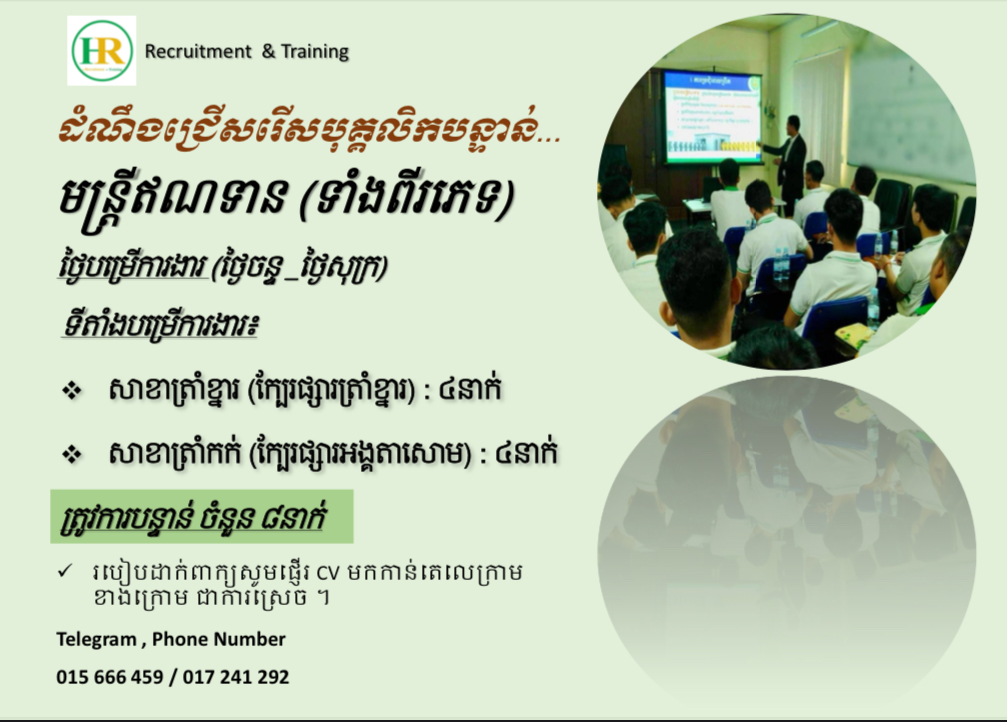 HR
Recruitment & Training
ដំណឹងជ្រើសរើសបុគ្គលិកបន្ទាន់...
មន្ត្រីឥណទាន (ទាំងពីរភេទ)
ថ្ងៃបម្រើការងារ (ថ្ងៃចន្ទ _ ថ្ងៃសុក្រ)
ទីតាំងបម្រើការងារ៖
❖ សាខាត្រាំខ្នារ (ក្បែរផ្សារត្រាំខ្នារ) : ៤នាក់
❖ សាខាត្រាំកក់ (ក្បែរផ្សារអង្គតាសោម) : ៤នាក់
ត្រូវការបន្ទាន់ ចំនួន ៨នាក់
✓ របៀបដាក់ពាក្យសូមផ្ញើរ CV មកកាន់តេលេក្រាម
ខាងក្រោម ជាការស្រេច ។
Telegram , Phone Number
015 666 459 / 017 241 292